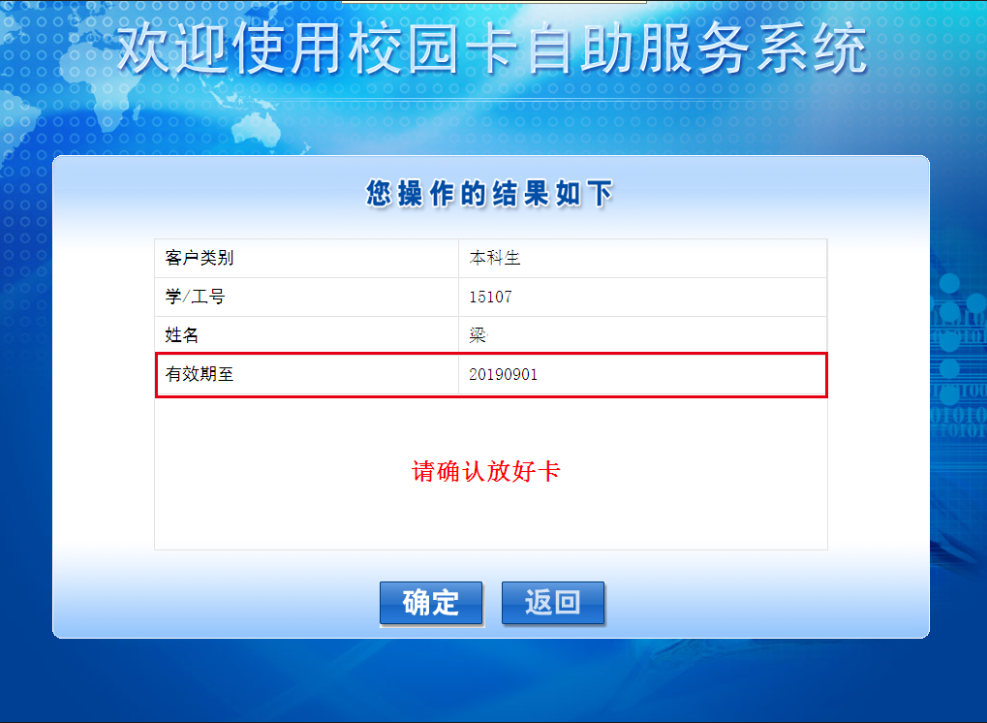 欢迎使用校园卡自助服务系统
您操作的结果如下
客户类别 本科生
学/工号 15107
姓名 梁
有效期至 20190901
请确认放好卡
确定 返回